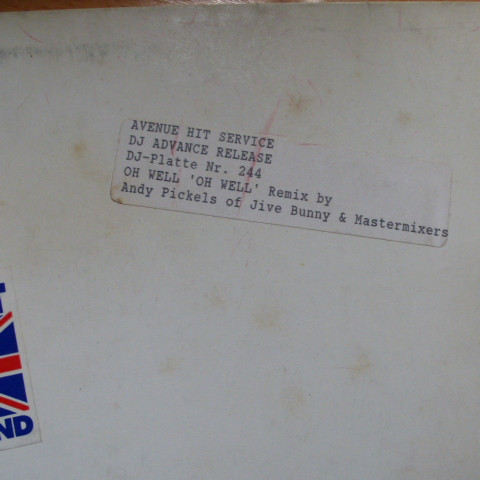 AVENUE HIT SERVICE
DJ ADVANCE RELEASE
DJ-Platte Nr. 244
OH WELL 'OH WELL' Remix by
Andy Pickels of Jive Bunny & Mastermixers
ND